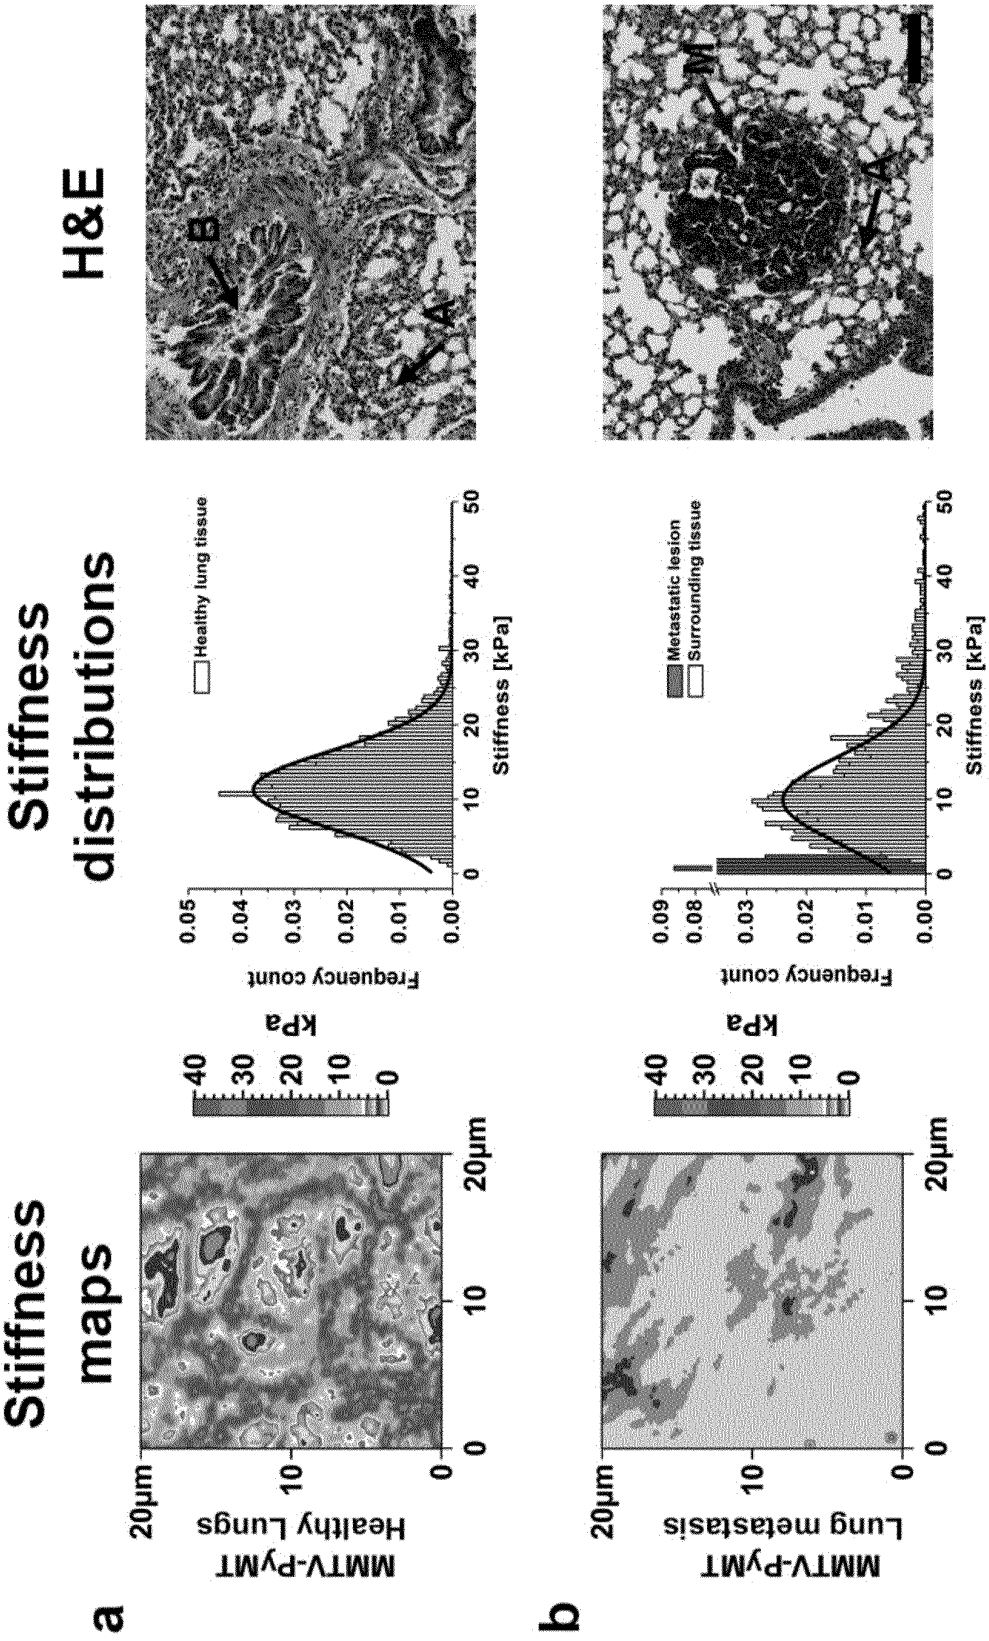 Stiffness
maps
Stiffness
distributions
H&E
a
MMTV-PyMT
Healthy Lungs
20µm
10
0
0
10
20µm
40
30
20
10
0
kPa
Frequency count
0.05
0.04
0.03
0.02
0.01
0.00
0
10
20
30
40
50
Stiffness [kPa]
Healthy lung tissue
B
A
b
MMTV-PyMT
Lung metastasis
20µm
10
0
0
10
20µm
40
30
20
10
0
kPa
Frequency count
0.09
0.08
0.03
0.02
0.01
0.00
0
10
20
30
40
50
Stiffness [kPa]
Metastatic lesion
Surrounding tissue
M
A